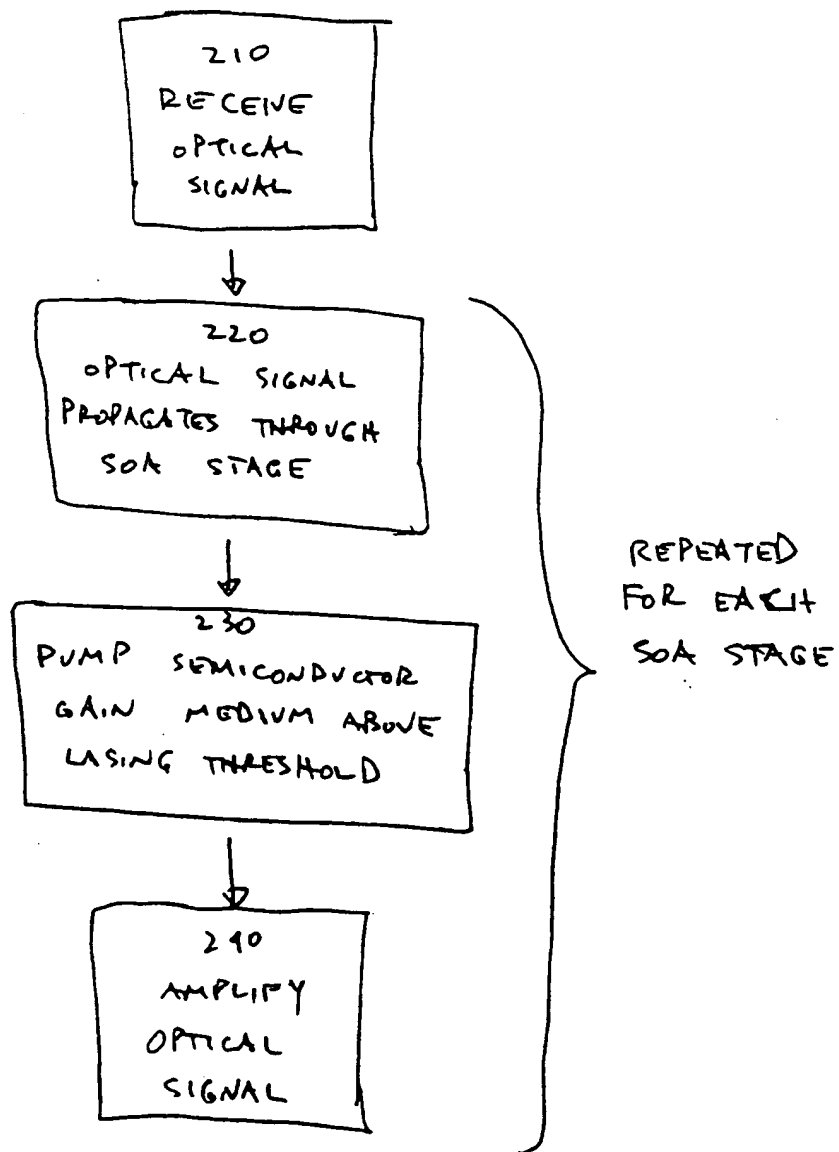 210
RECEIVE
OPTICAL
SIGNAL
220
OPTICAL SIGNAL
PROPAGATES THROUGH
SOA STAGE
230
PUMP SEMICONDUCTOR
GAIN MEDIUM ABOVE
LASING THRESHOLD
240
AMPLIFY
OPTICAL
SIGNAL
REPEATED
FOR EACH
SOA STAGE